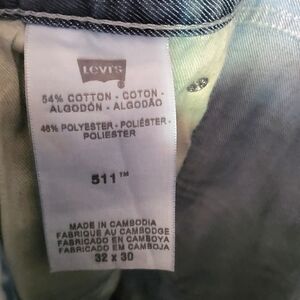 Levi's
54% COTTON - COTON -
ALGODÓN - ALGODÃO
46% POLYESTER - POLIÉSTER -
POLIESTER
511™
MADE IN CAMBODIA
FABRIQUE AU CAMBODGE
FABRICADO EN CAMBOYA
FABRICADO EM CAMBOJA
32 x 30